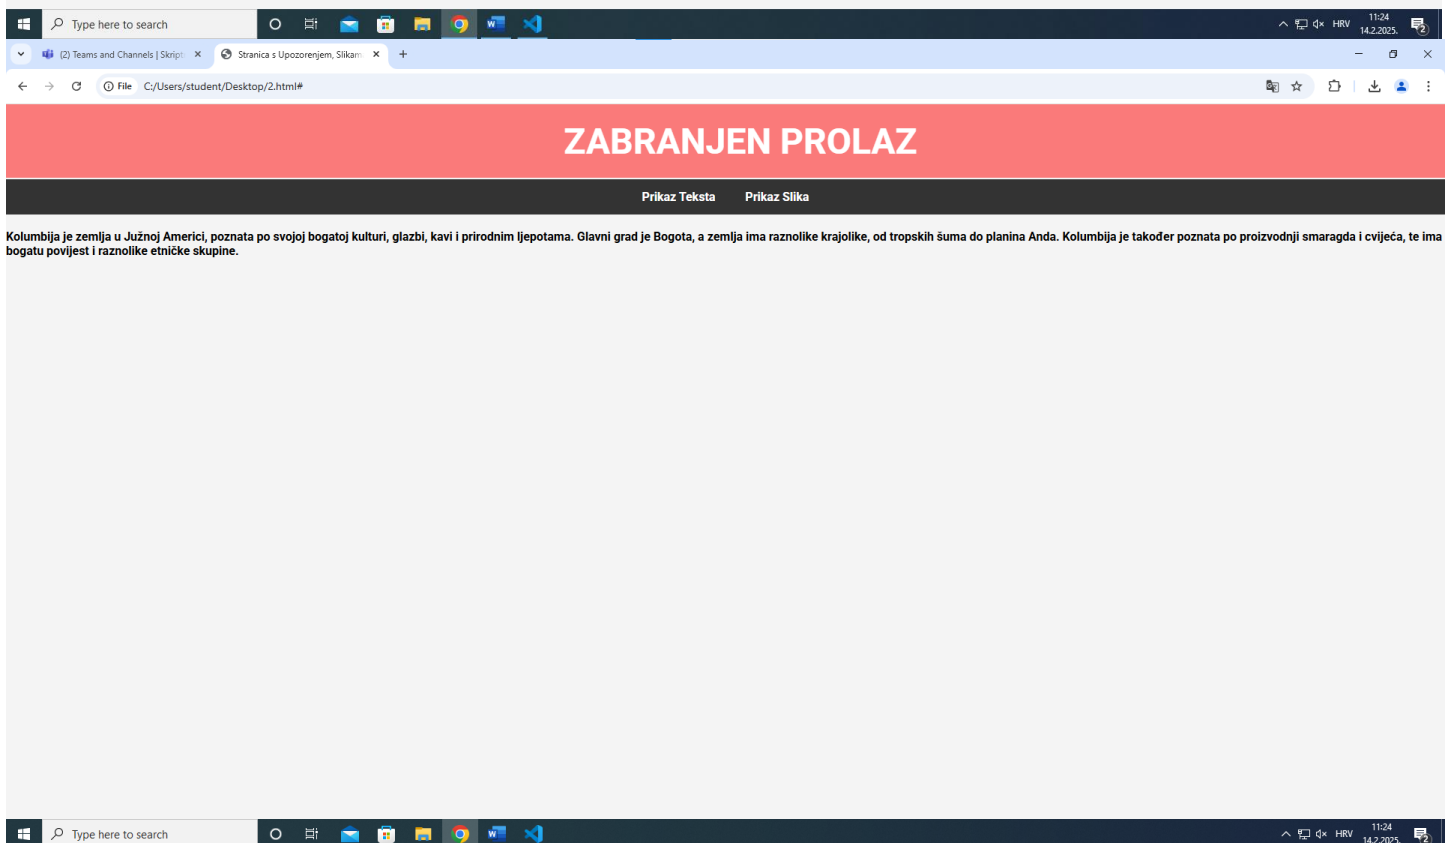 Type here to search
HRV
11:24
14.2.2025.
2
(2) Teams and Channels | Skript
Stranica s Upozorenjem, Slikam
File
C:/Users/student/Desktop/2.html#
ZABRANJEN PROLAZ
Prikaz Teksta
Prikaz Slika
Kolumbija je zemlja u Južnoj Americi, poznata po svojoj bogatoj kulturi, glazbi, kavi i prirodnim ljepotama. Glavni grad je Bogota, a zemlja ima raznolike krajolike, od tropskih šuma do planina Anda. Kolumbija je također poznata po proizvodnji smaragda i cvijeća, te ima
bogatu povijest i raznolike etničke skupine.
Type here to search
HRV
11:24
14.2.2025.
2